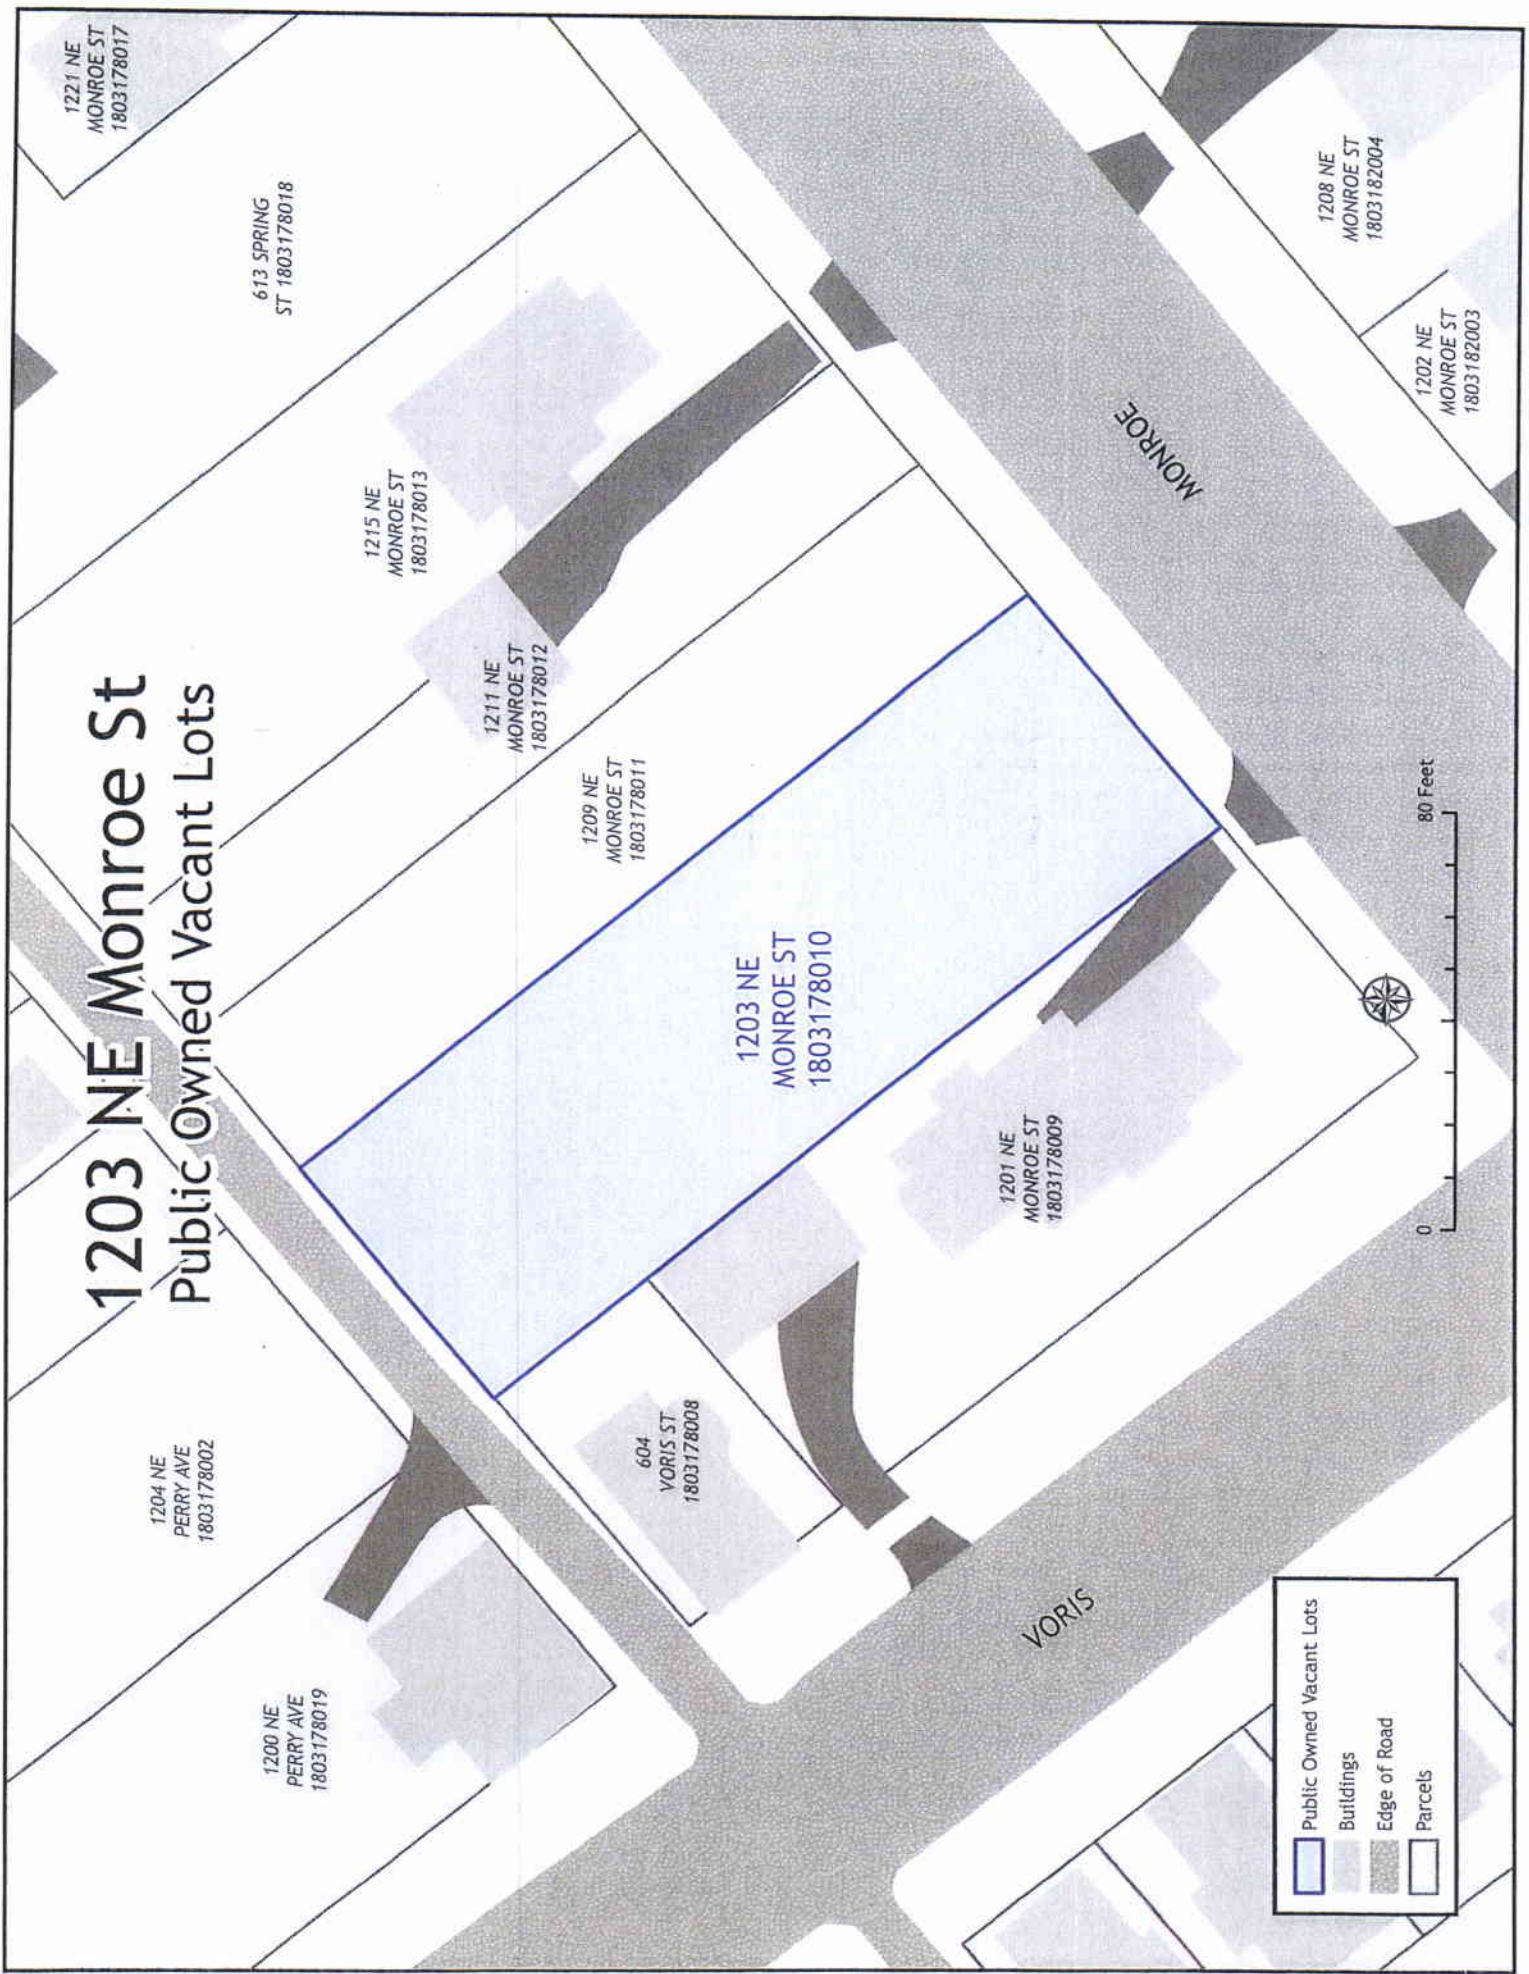 1203 NE Monroe St
Public Owned Vacant Lots
1204 NE
PERRY AVE
1803178002
1200 NE
PERRY AVE
1803178019
604
VORIS ST
1803178008
1203 NE
MONROE ST
1803178010
1201 NE
MONROE ST
1803178009
1209 NE
MONROE ST
1803178011
1211 NE
MONROE ST
1803178012
1215 NE
MONROE ST
1803178013
613 SPRING
ST 1803178018
1221 NE
MONROE ST
1803178017
1208 NE
MONROE ST
1803182004
1202 NE
MONROE ST
1803182003
MONROE
VORIS
0
80 Feet
Public Owned Vacant Lots
Buildings
Edge of Road
Parcels